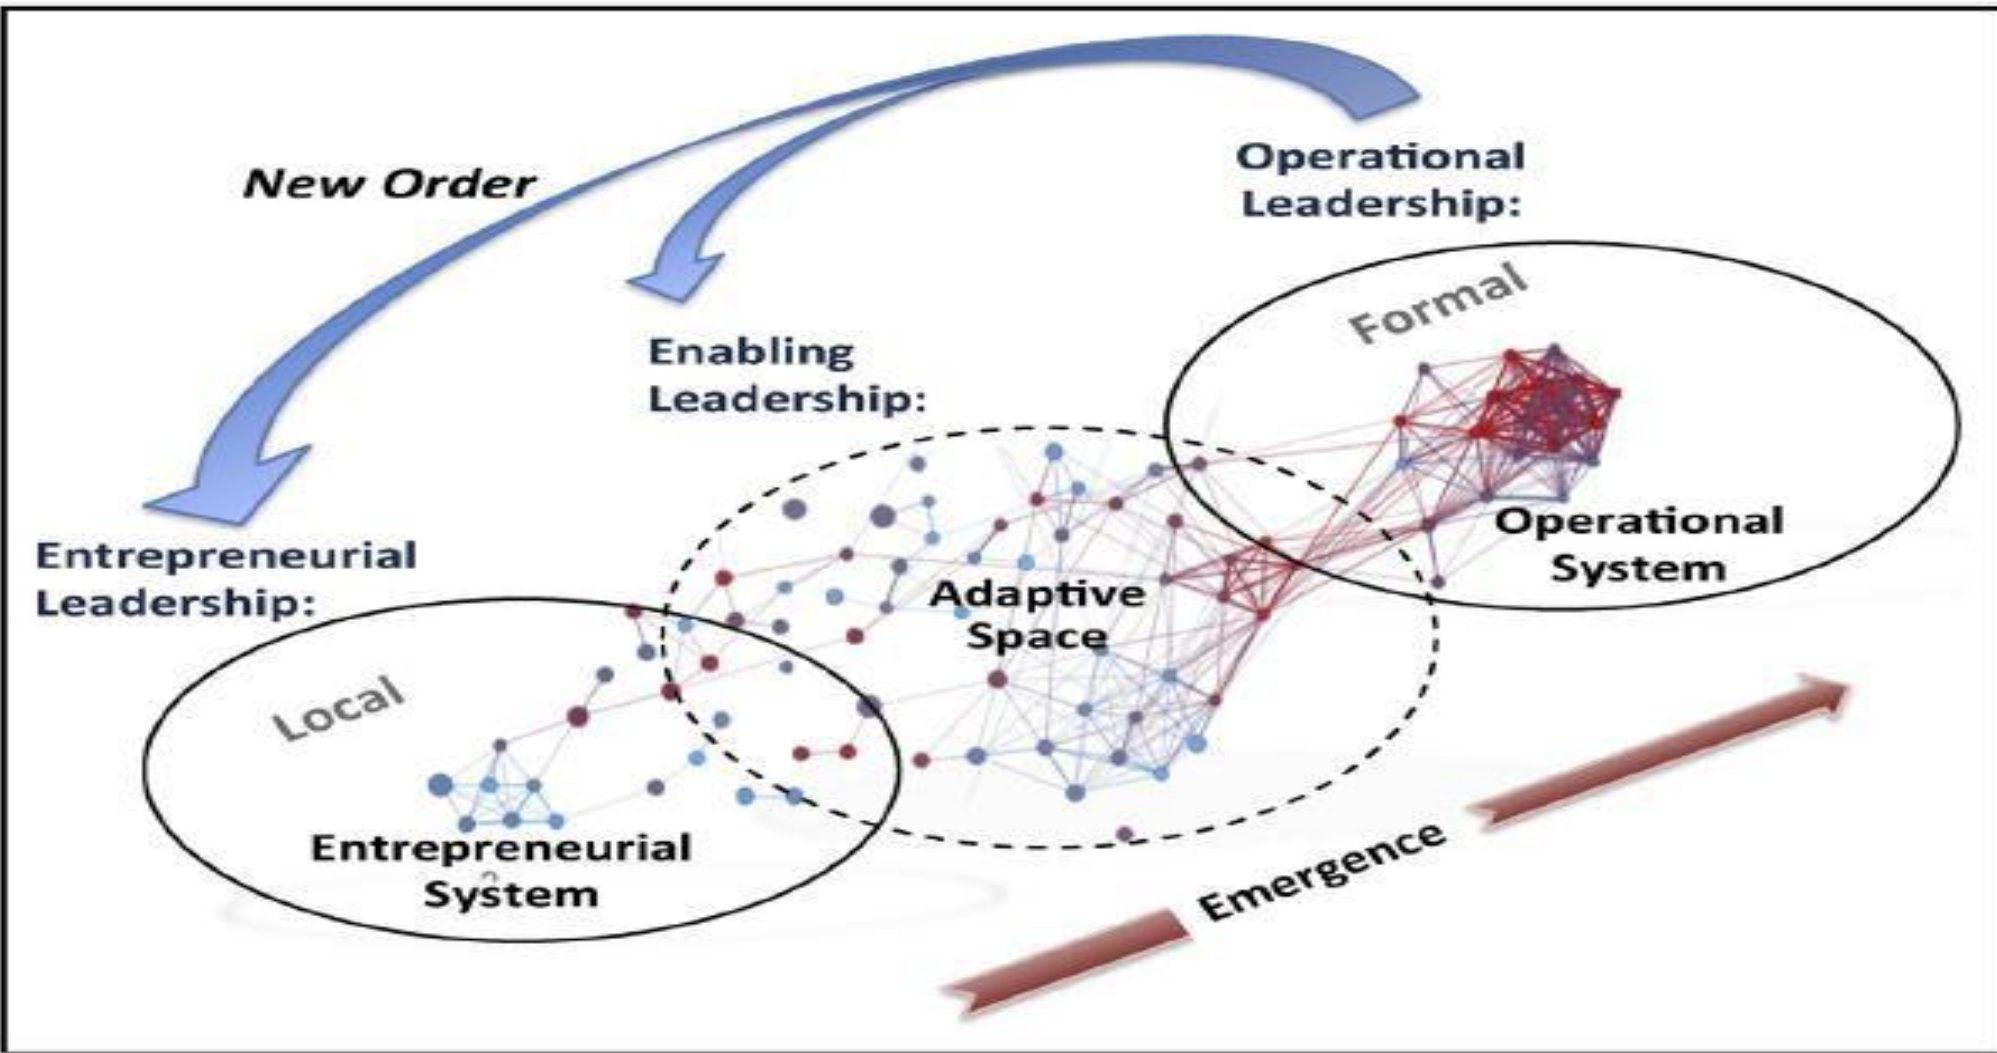 New Order
Operational
Leadership:
Formal
Enabling
Leadership:
Operational
System
Entrepreneurial
Leadership:
Adaptive
Space
Local
Entrepreneurial
System
Emergence